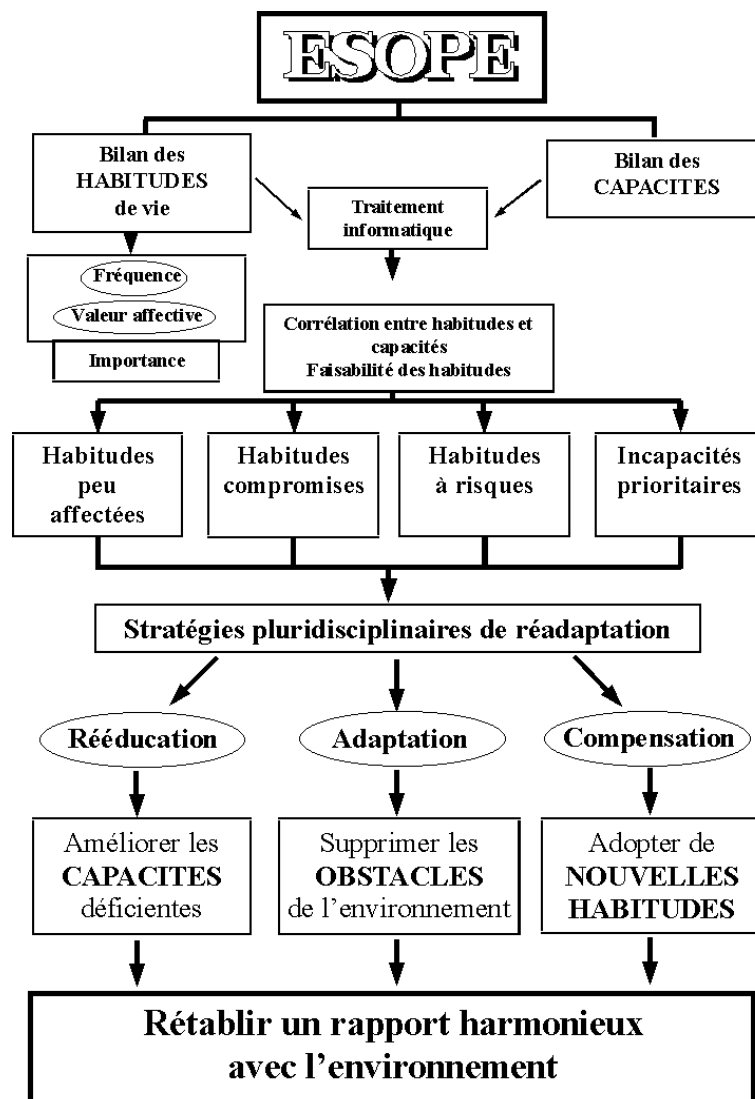 ESOPE
Bilan des
HABITUDES
de vie
Bilan des
CAPACITES
Traitement
informatique
Fréquence
Valeur affective
Importance
Corrélation entre habitudes et
capacités
Faisabilité des habitudes
Habitudes
peu
affectées
Habitudes
compromises
Habitudes
à risques
Incapacités
prioritaires
Stratégies pluridisciplinaires de réadaptation
Rééducation
Adaptation
Compensation
Améliorer les
CAPACITES
déficientes
Supprimer les
OBSTACLES
de l'environnement
Adopter de
NOUVELLES
HABITUDES
Rétablir un rapport harmonieux
avec l'environnement